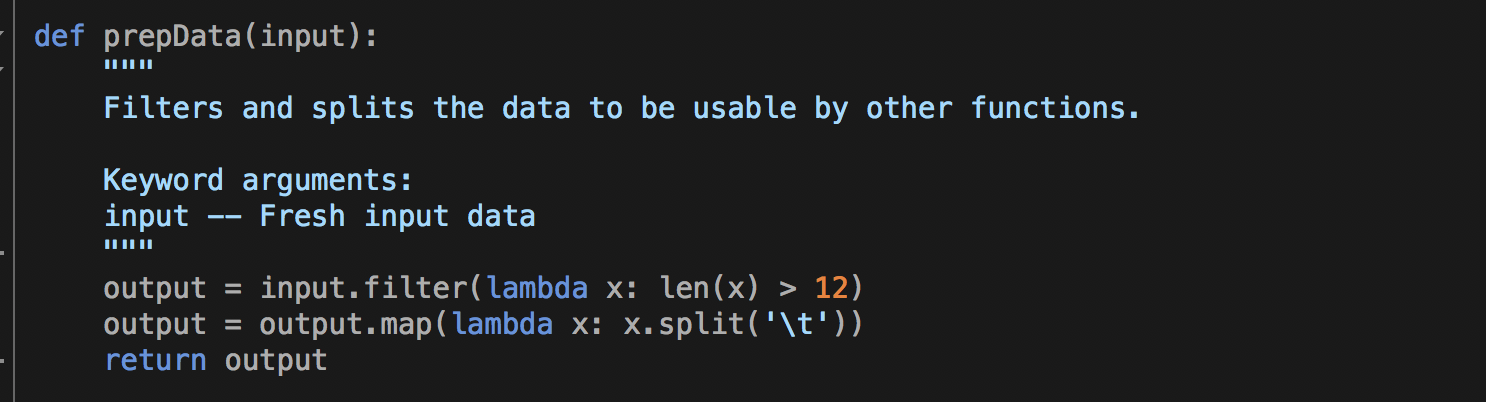 def prepData(input):
    """
    Filters and splits the data to be usable by other functions.

    Keyword arguments:
    input -- Fresh input data
    """
    output = input.filter(lambda x: len(x) > 12)
    output = output.map(lambda x: x.split('\t'))
    return output